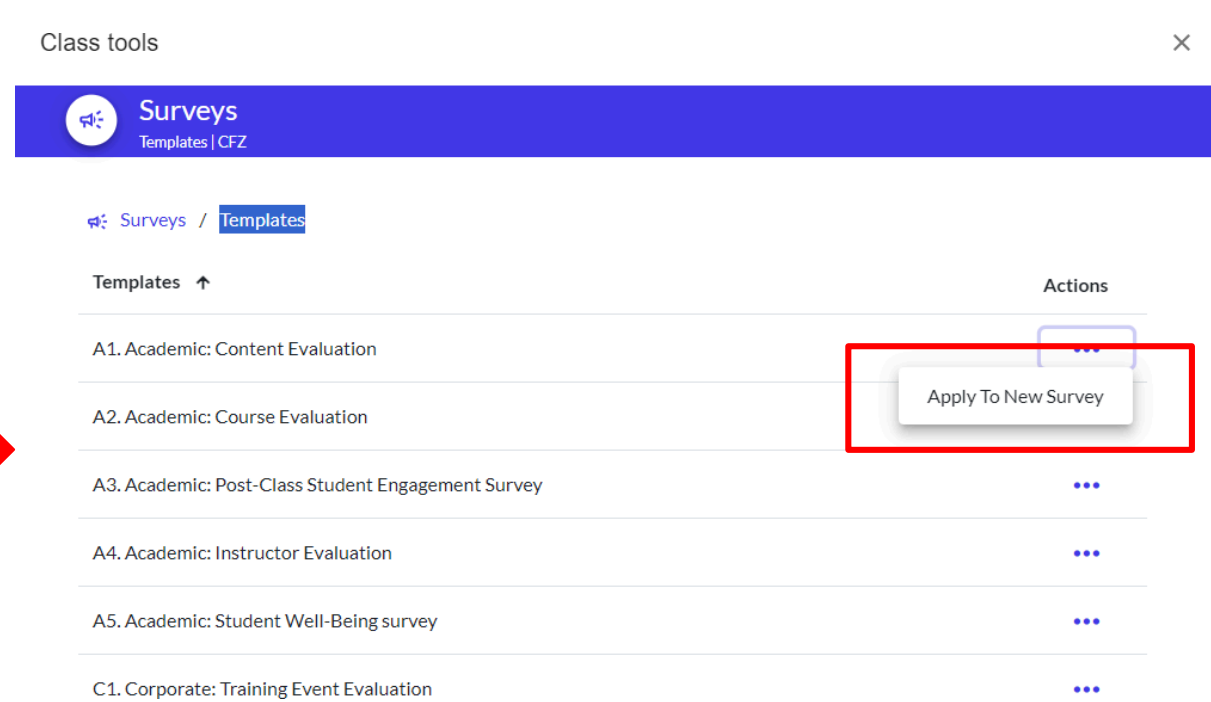 Class tools
Surveys
Templates | CFZ
Surveys / Templates
Templates Actions
A1. Academic: Content Evaluation
Apply To New Survey
A2. Academic: Course Evaluation
A3. Academic: Post-Class Student Engagement Survey
A4. Academic: Instructor Evaluation
A5. Academic: Student Well-Being survey
C1. Corporate: Training Event Evaluation